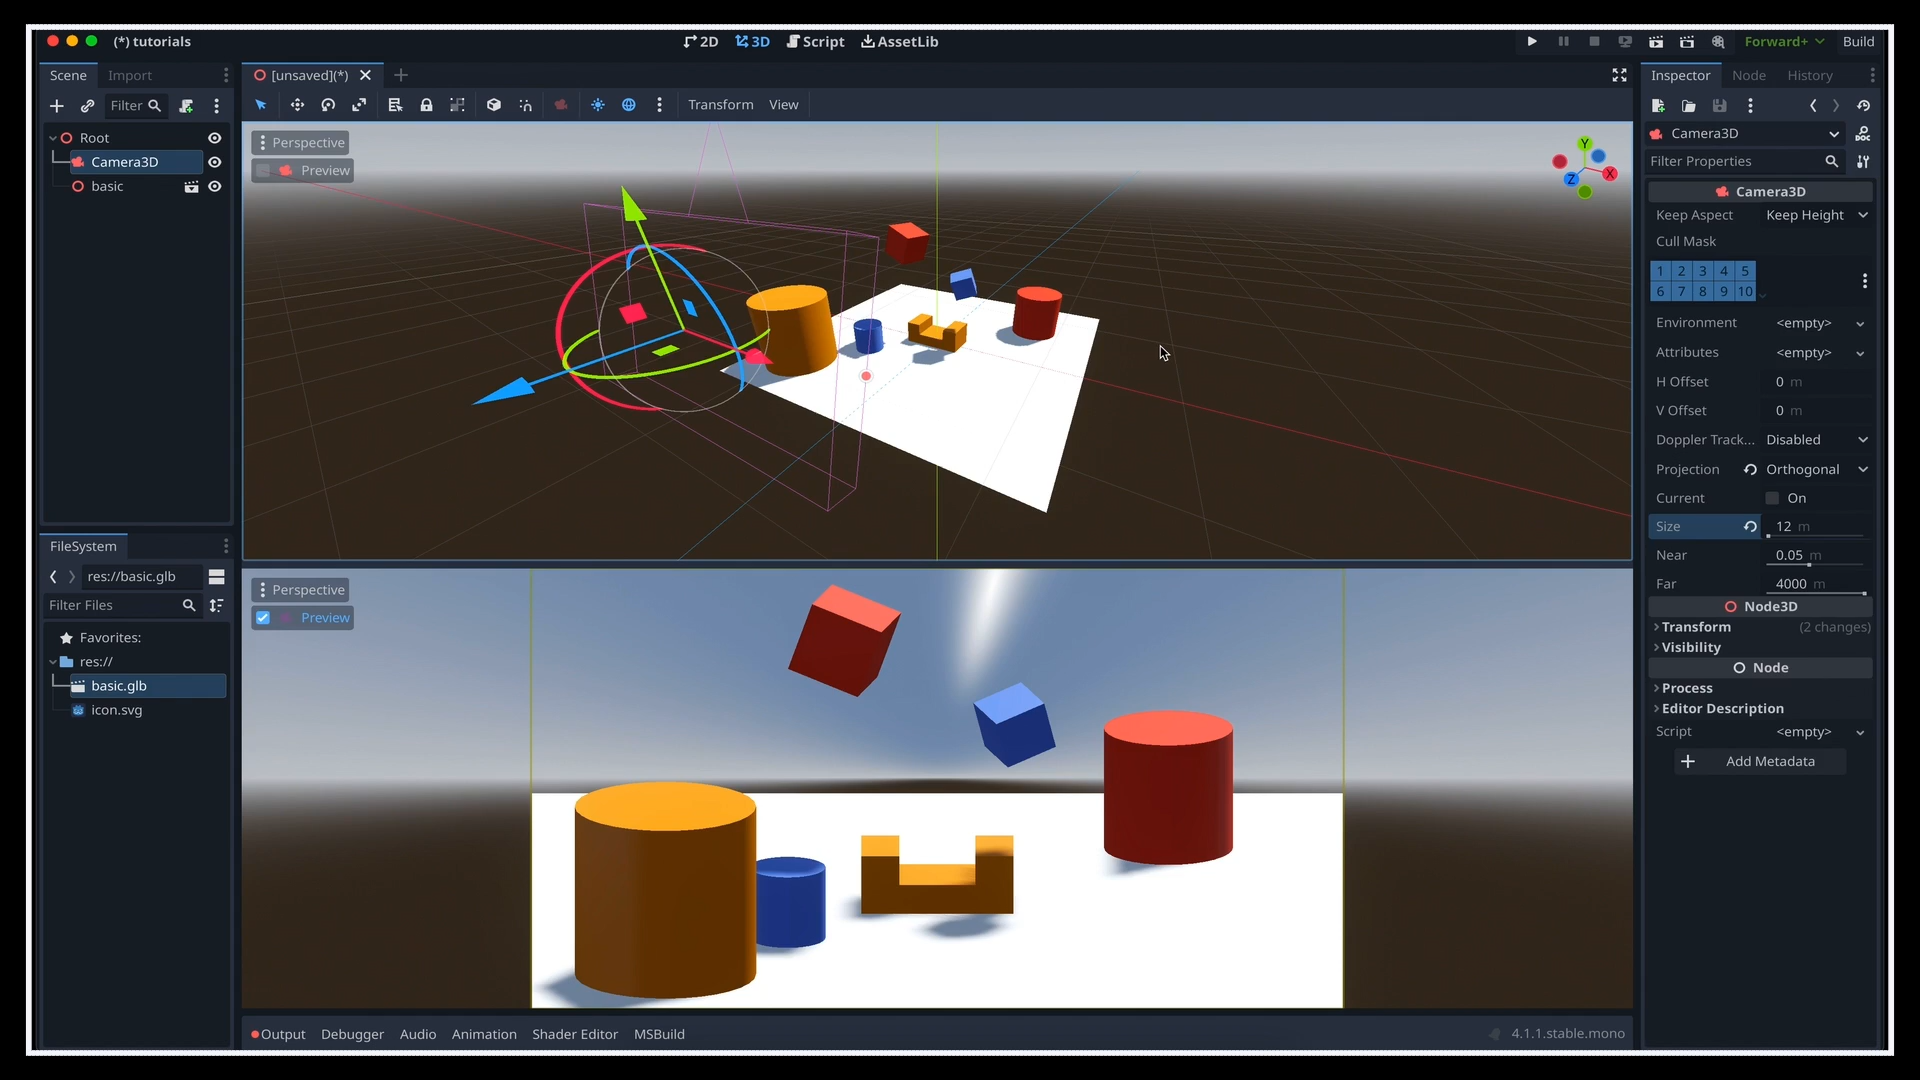 (*) tutorials
2D 3D Script AssetLib
Forward+ Build
Scene Import
Filter
Root
Camera3D
basic
FileSystem
res://basic.glb
Filter Files
Favorites:
res://
basic.glb
icon.svg
[unsaved](*)
Transform View
Perspective
Preview
Y
X
Z
Perspective
Preview
Output Debugger Audio Animation Shader Editor MSBuild
4.1.1.stable.mono
Inspector Node History
Camera3D
Filter Properties
Camera3D
Keep Aspect Keep Height
Cull Mask
1 2 3 4 5
6 7 8 9 10
Environment <empty>
Attributes <empty>
H Offset 0 m
V Offset 0 m
Doppler Track... Disabled
Projection Orthogonal
Current On
Size 12 m
Near 0.05 m
Far 4000 m
Node3D
Transform (2 changes)
Visibility
Node
Process
Editor Description
Script <empty>
Add Metadata